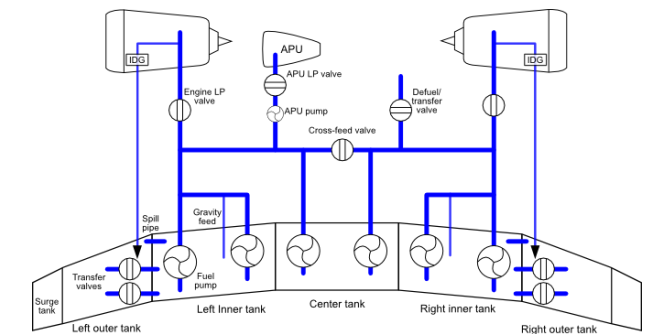 APU
IDG
IDG
APU LP valve
Engine LP
valve
Defuel/
transfer
valve
APU pump
Cross-feed valve
Spill
pipe
Gravity
feed
Transfer
valves
Fuel
pump
Surge
tank
Left Inner tank
Center tank
Right inner tank
Left outer tank
Right outer tank